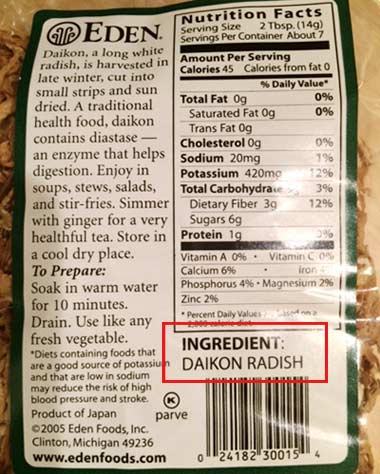 EDEN®
Daikon, a long white
radish, is harvested in
late winter, cut into
small strips and sun
dried. A traditional
health food, daikon
contains diastase —
an enzyme that helps
digestion. Enjoy in
soups, stews, salads,
and stir-fries. Simmer
with ginger for a very
healthful tea. Store in
a cool dry place.
To Prepare:
Soak in warm water
for 10 minutes.
Drain. Use like any
fresh vegetable.
*Diets containing foods that
are a good source of potassium
and that are low in sodium
may reduce the risk of high
blood pressure and stroke.
Product of Japan
©2005 Eden Foods, Inc.
Clinton, Michigan 49236
www.edenfoods.com
K
parve
Nutrition Facts
Serving Size 2 Tbsp. (14g)
Servings Per Container About 7
Amount Per Serving
Calories 45 Calories from fat 0
% Daily Value*
Total Fat 0g 0%
Saturated Fat 0g 0%
Trans Fat 0g
Cholesterol 0g 0%
Sodium 20mg 1%
Potassium 420mg 12%
Total Carbohydrate 3%
Dietary Fiber 3g 12%
Sugars 6g
Protein 1g
Vitamin A 0% • Vitamin C 0%
Calcium 6% • Iron
Phosphorus 4% • Magnesium 2%
Zinc 2%
* Percent Daily Values are based on a
2,000 calorie diet.
INGREDIENT:
DAIKON RADISH
0 24182 30015 4